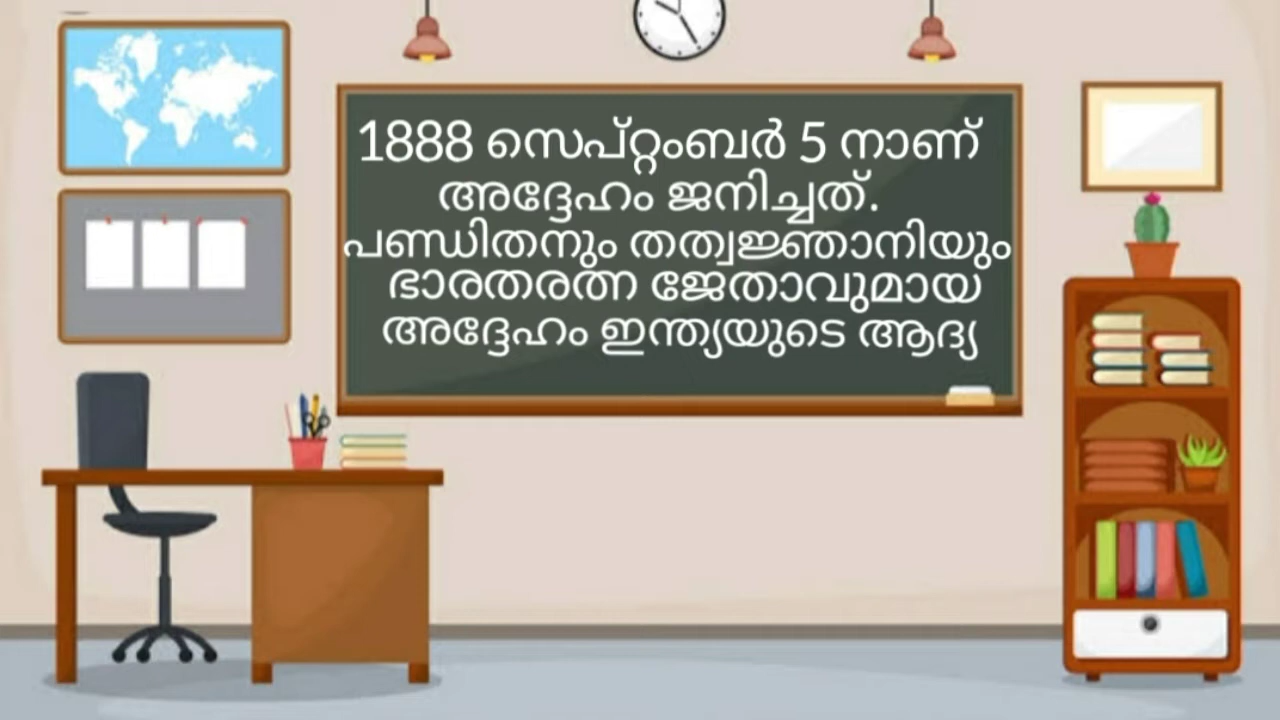 1888 സെപ്റ്റംബർ 5 നാണ്
അദ്ദേഹം ജനിച്ചത്.
പണ്ഡിതനും തത്വജ്ഞാനിയും
ഭാരതരത്ന ജേതാവുമായ
അദ്ദേഹം ഇന്ത്യയുടെ ആദ്യ